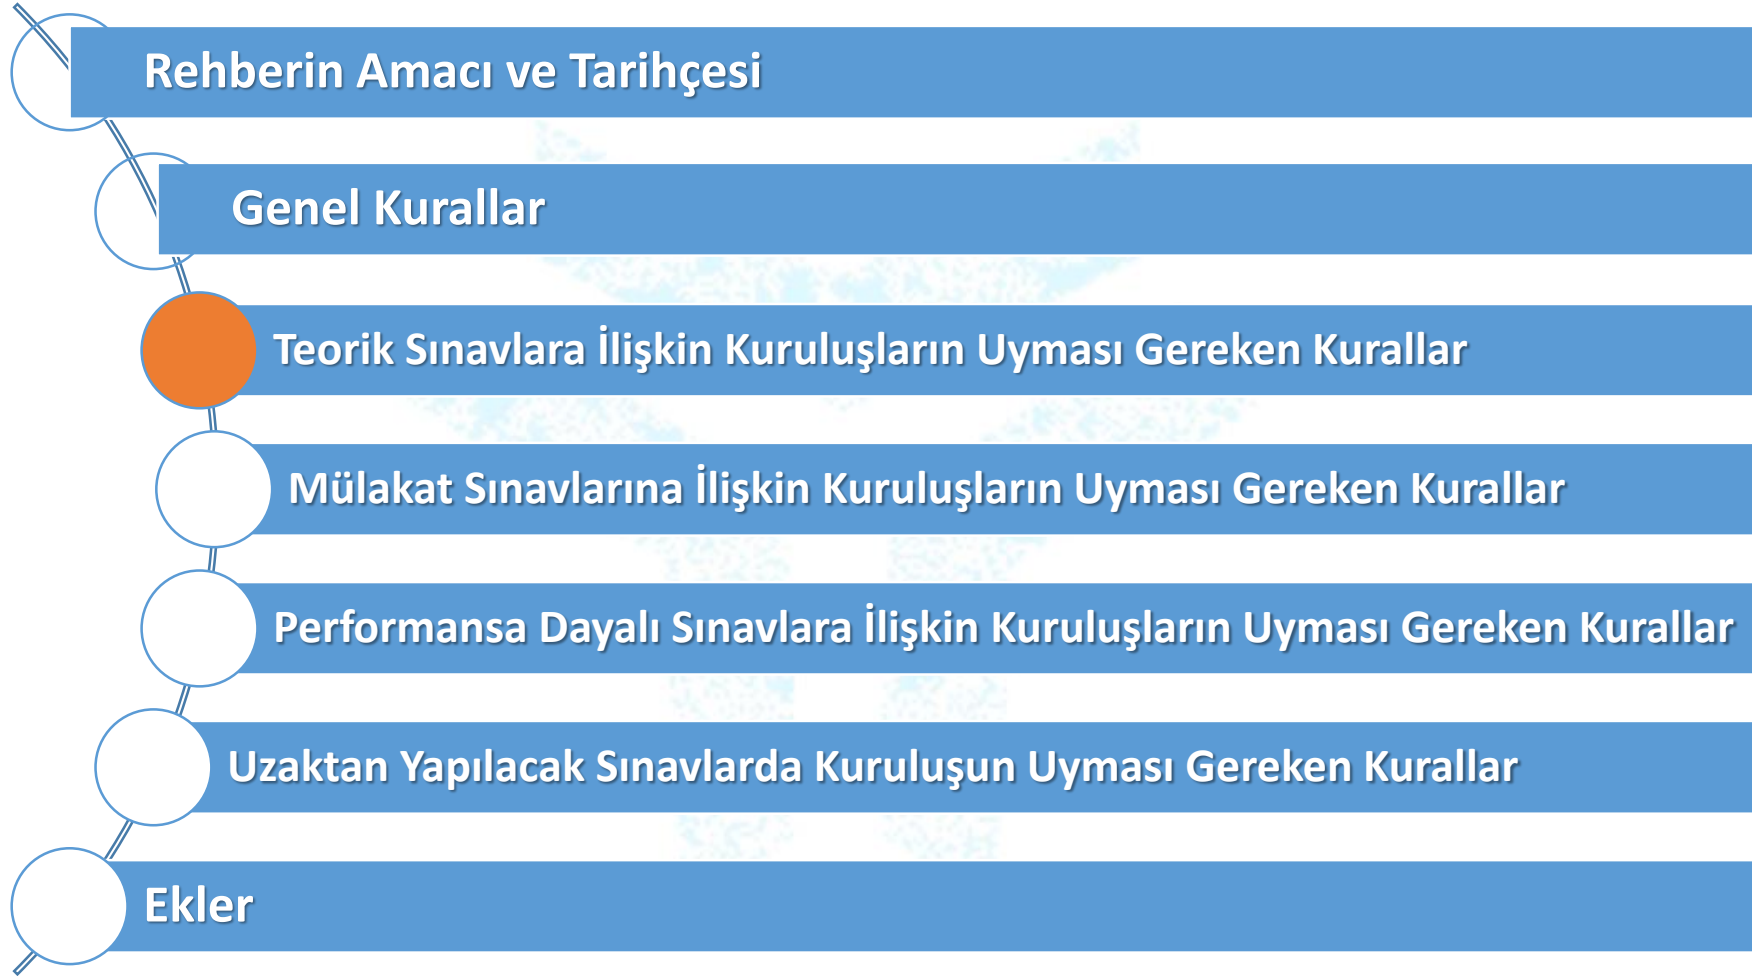 Rehberin Amacı ve Tarihçesi
Genel Kurallar
Teorik Sınavlara İlişkin Kuruluşların Uyması Gereken Kurallar
Mülakat Sınavlarına İlişkin Kuruluşların Uyması Gereken Kurallar
Performansa Dayalı Sınavlara İlişkin Kuruluşların Uyması Gereken Kurallar
Uzaktan Yapılacak Sınavlarda Kuruluşun Uyması Gereken Kurallar
Ekler